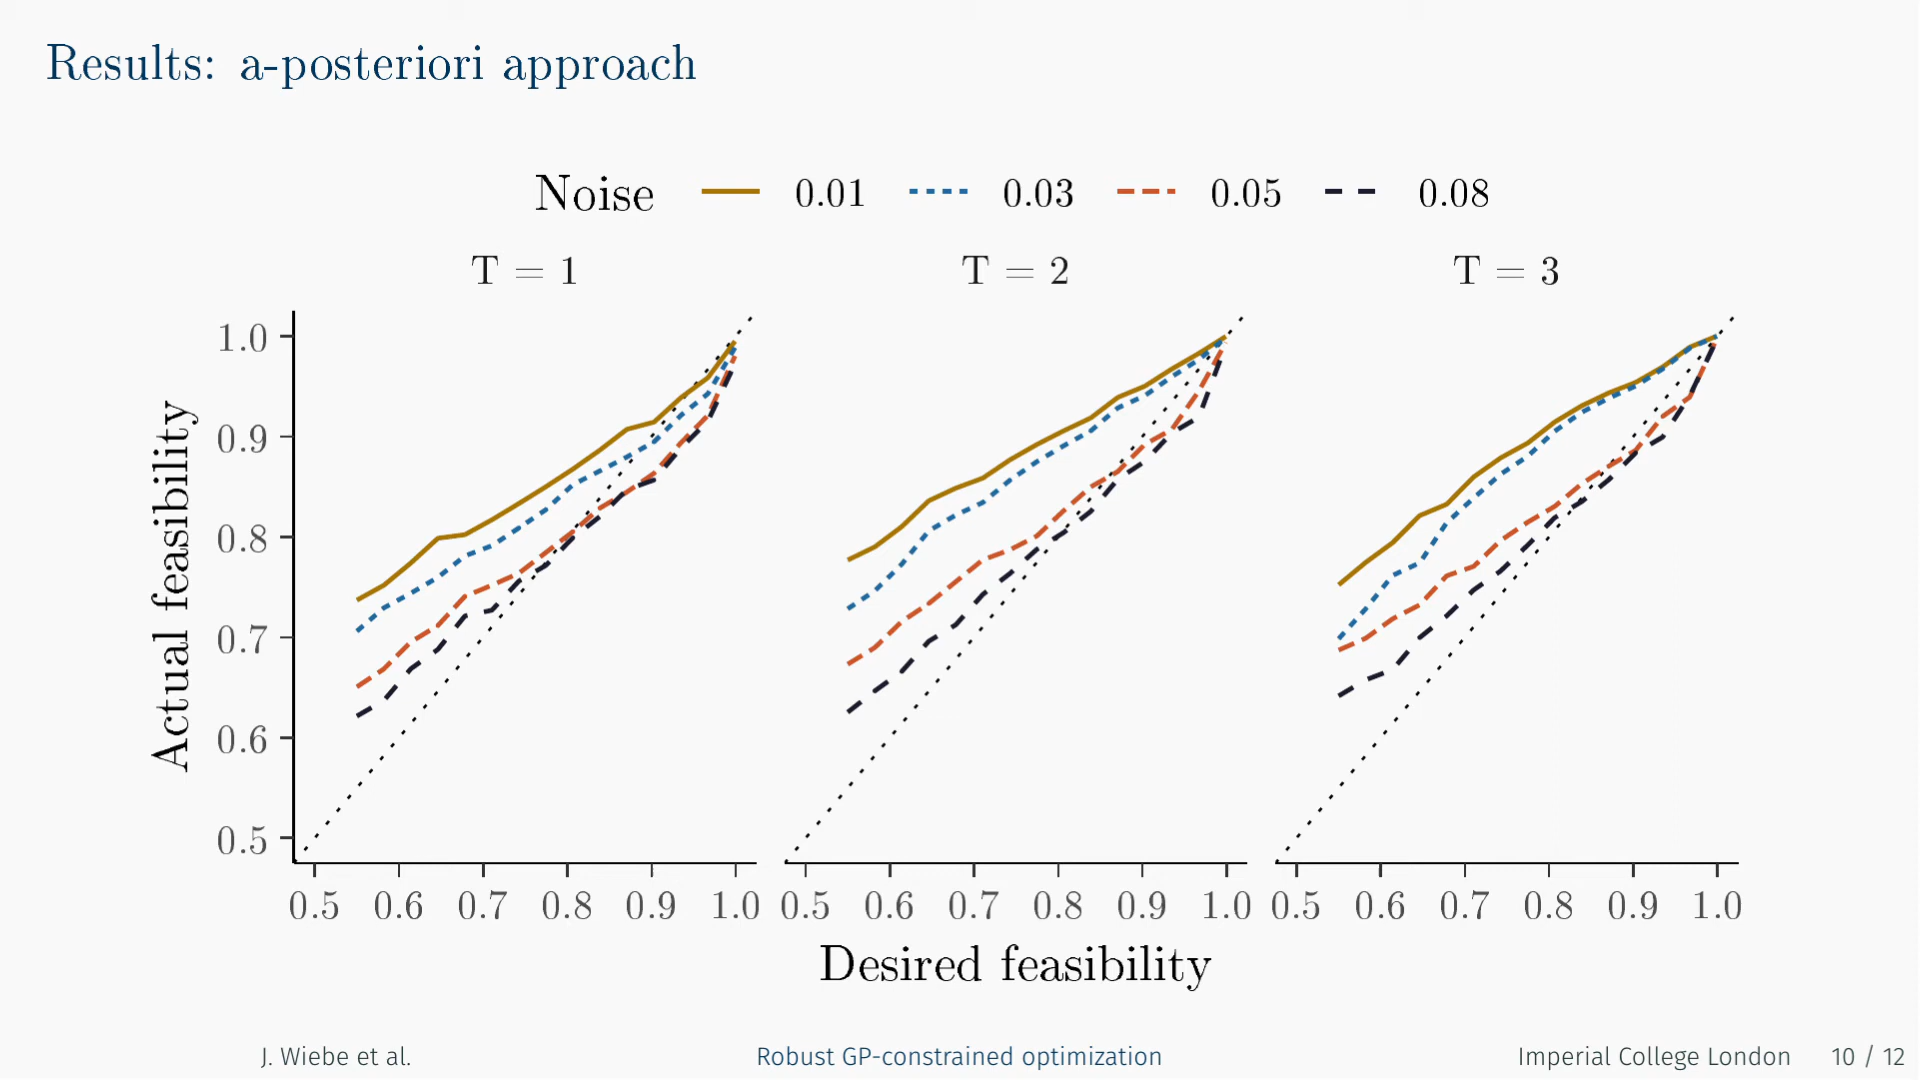 Results: a-posteriori approach
Noise 0.01 0.03 0.05 0.08
T = 1 T = 2 T = 3
Actual feasibility
1.0
0.9
0.8
0.7
0.6
0.5
0.5 0.6 0.7 0.8 0.9 1.0 0.5 0.6 0.7 0.8 0.9 1.0 0.5 0.6 0.7 0.8 0.9 1.0
Desired feasibility
J. Wiebe et al. Robust GP-constrained optimization Imperial College London 10 / 12